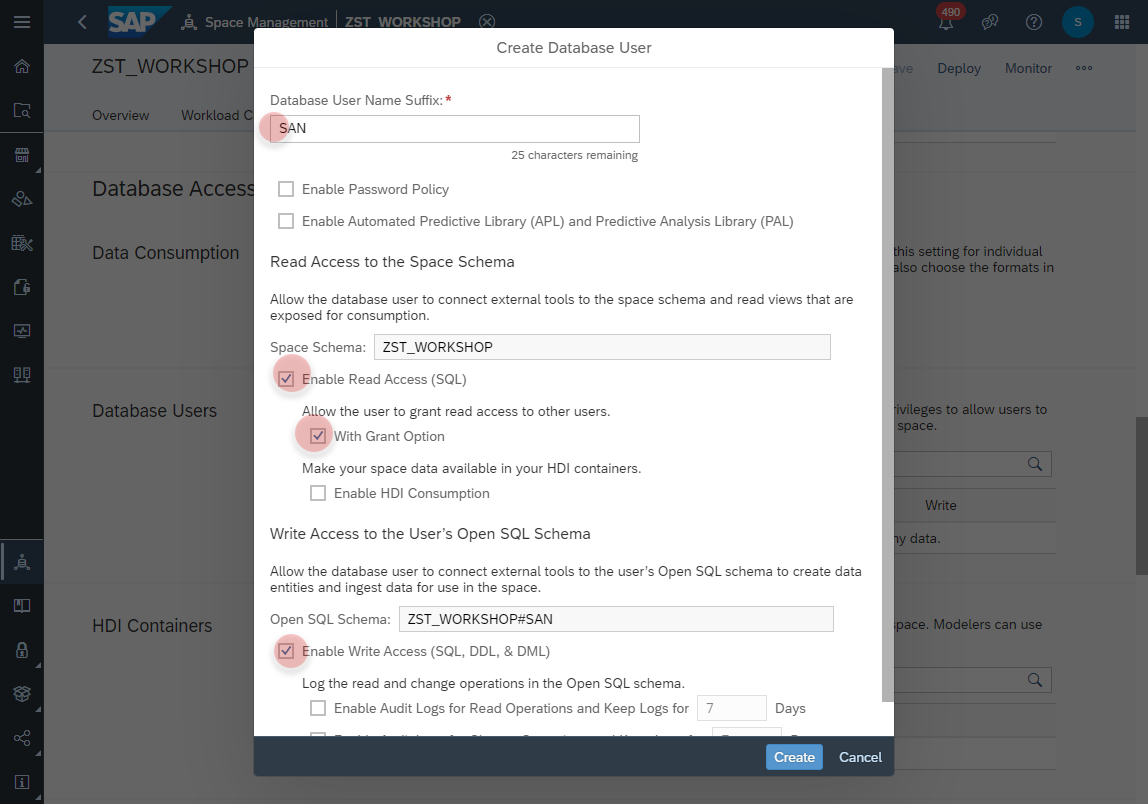 SAP Space Management ZST_WORKSHOP 490 S
ZST_WORKSHOP
Deploy Monitor
Overview Workload
Create Database User
Database User Name Suffix:*
SAN
25 characters remaining
Enable Password Policy
Enable Automated Predictive Library (APL) and Predictive Analysis Library (PAL)
Database Access
Read Access to the Space Schema
Data Consumption
this setting for individual
also choose the formats in
Allow the database user to connect external tools to the space schema and read views that are
exposed for consumption.
Space Schema: ZST_WORKSHOP
Enable Read Access (SQL)
Allow the user to grant read access to other users.
With Grant Option
Make your space data available in your HDI containers.
Enable HDI Consumption
Database Users
to allow users to
space.
Write
data.
Write Access to the User’s Open SQL Schema
Allow the database user to connect external tools to the user’s Open SQL schema to create data
entities and ingest data for use in the space.
Open SQL Schema: ZST_WORKSHOP#SAN
Enable Write Access (SQL, DDL, & DML)
Log the read and change operations in the Open SQL schema.
Enable Audit Logs for Read Operations and Keep Logs for 7 Days
HDI Containers
space. Modelers can use
Create Cancel